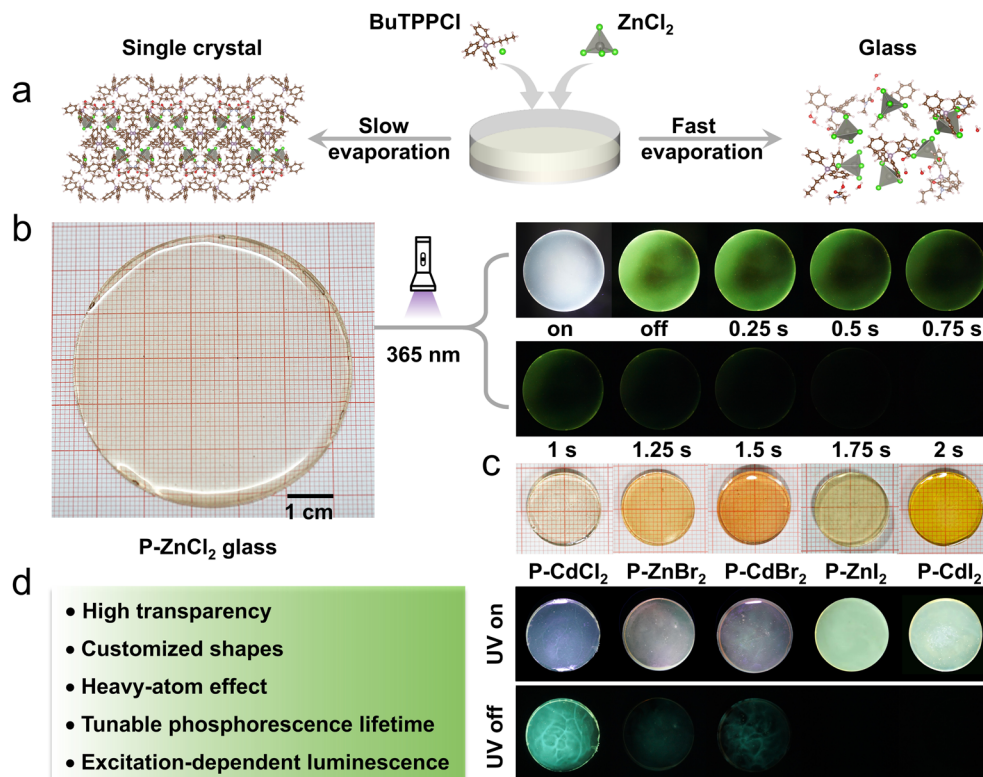 a
Single crystal
BuTPPCl
ZnCl₂
Glass
Slow
evaporation
Fast
evaporation
b
365 nm
1 cm
P-ZnCl₂ glass
on off 0.25 s 0.5 s 0.75 s
1 s 1.25 s 1.5 s 1.75 s 2 s
c
P-CdCl₂ P-ZnBr₂ P-CdBr₂ P-ZnI₂ P-CdI₂
UV on
UV off
d
• High transparency
• Customized shapes
• Heavy-atom effect
• Tunable phosphorescence lifetime
• Excitation-dependent luminescence